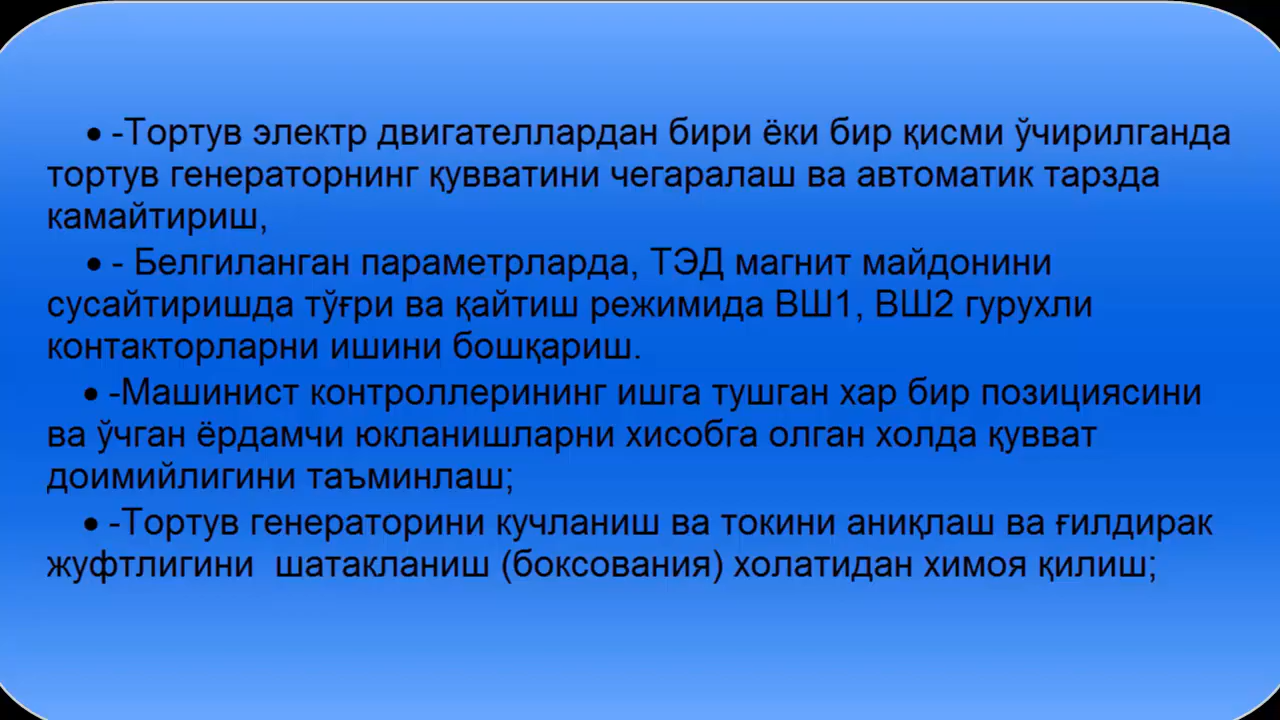 • -Тортув электр двигателлардан бири ёки бир қисми ўчирилганда
тортув генераторнинг қувватини чегаралаш ва автоматик тарзда
камайтириш,
• - Белгиланган параметрларда, ТЭД магнит майдонини
сусайтиришда тўғри ва қайтиш режимида ВШ1, ВШ2 гурухли
контакторларни ишини бошқариш.
• -Машинист контроллерининг ишга тушган хар бир позициясини
ва ўчган ёрдамчи юкланишларни хисобга олган холда қувват
доимийлигини таъминлаш;
• -Тортув генераторини кучланиш ва токини аниқлаш ва ғилдирак
жуфтлигини шатакланиш (боксования) холатидан химоя қилиш;